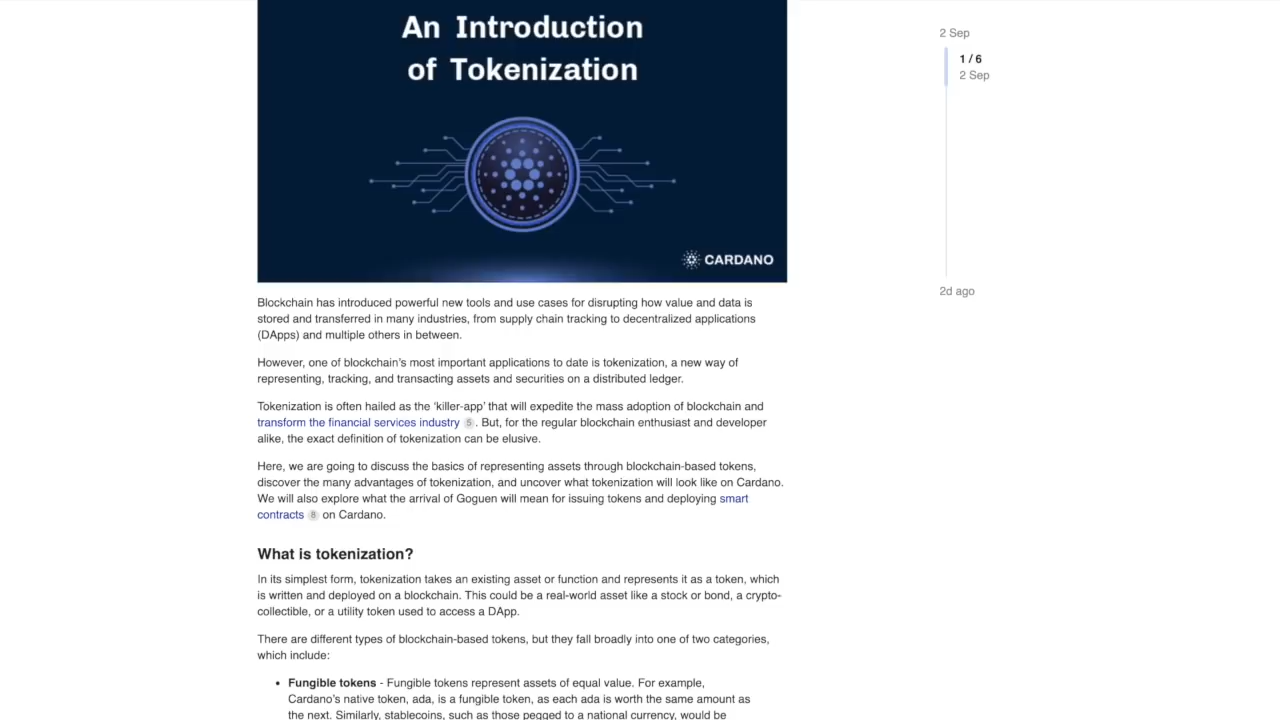 An Introduction
of Tokenization
CARDANO
Blockchain has introduced powerful new tools and use cases for disrupting how value and data is
stored and transferred in many industries, from supply chain tracking to decentralized applications
(DApps) and multiple others in between.
However, one of blockchain’s most important applications to date is tokenization, a new way of
representing, tracking, and transacting assets and securities on a distributed ledger.
Tokenization is often hailed as the ‘killer-app’ that will expedite the mass adoption of blockchain and
transform the financial services industry 5 . But, for the regular blockchain enthusiast and developer
alike, the exact definition of tokenization can be elusive.
Here, we are going to discuss the basics of representing assets through blockchain-based tokens,
discover the many advantages of tokenization, and uncover what tokenization will look like on Cardano.
We will also explore what the arrival of Goguen will mean for issuing tokens and deploying smart
contracts 8 on Cardano.
What is tokenization?
In its simplest form, tokenization takes an existing asset or function and represents it as a token, which
is written and deployed on a blockchain. This could be a real-world asset like a stock or bond, a crypto-
collectible, or a utility token used to access a DApp.
There are different types of blockchain-based tokens, but they fall broadly into one of two categories,
which include:
• Fungible tokens - Fungible tokens represent assets of equal value. For example,
Cardano’s native token, ada, is a fungible token, as each ada is worth the same amount as
the next. Similarly, stablecoins, such as those pegged to a national currency, would be
2 Sep
1 / 6
2 Sep
2d ago